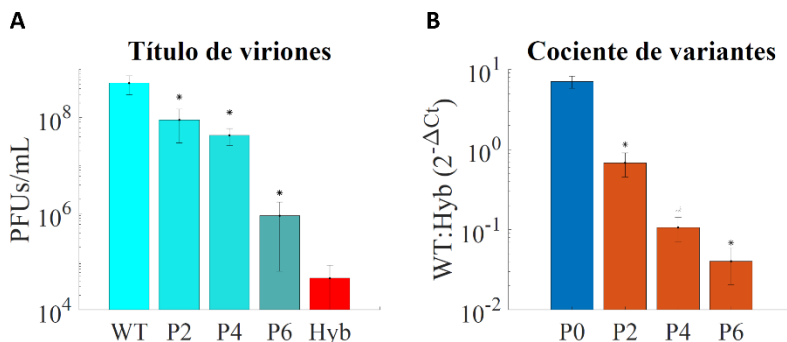 A
Título de viriones
PFUs/mL
10^8
10^6
10^4
*
*
*
WT P2 P4 P6 Hyb
B
Cociente de variantes
WT:Hyb (2^-ΔCt)
10^1
10^0
10^-1
10^-2
*
*
P0 P2 P4 P6